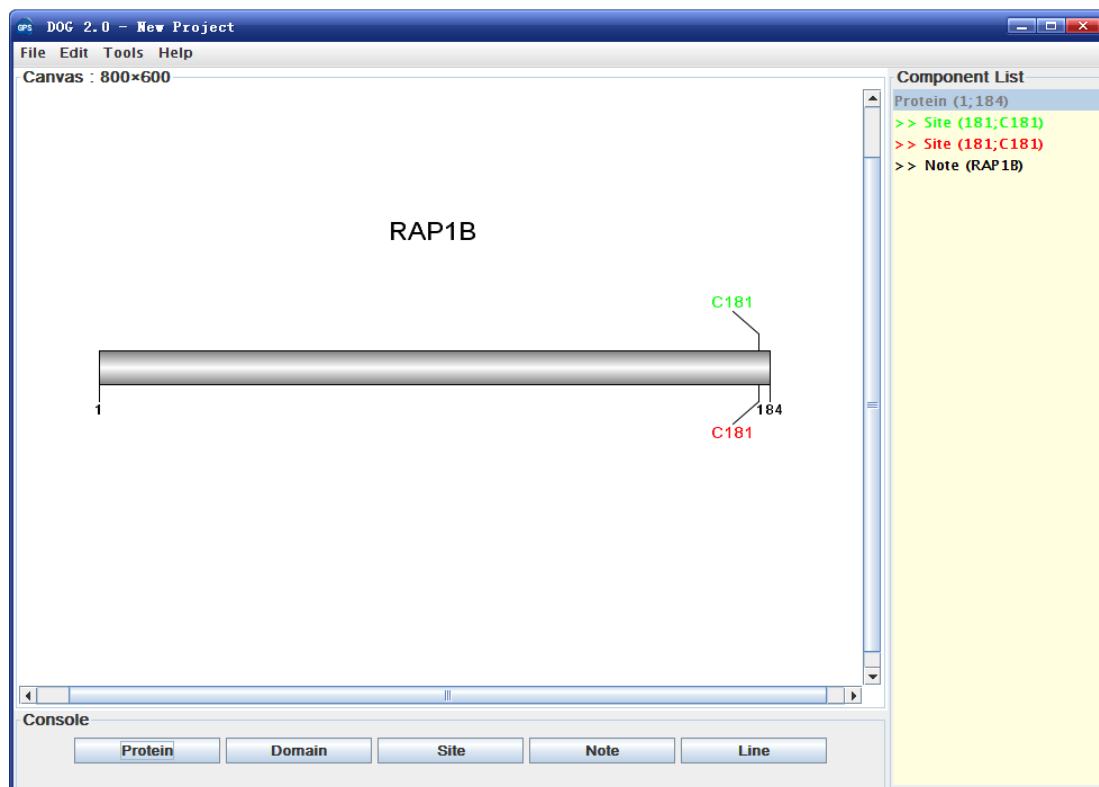 GPS DOG 2.0 - New Project
File Edit Tools Help
Canvas : 800×600
Component List
Protein (1;184)
>> Site (181;C181)
>> Site (181;C181)
>> Note (RAP1B)
RAP1B
C181
1
184
C181
Console
Protein Domain Site Note Line